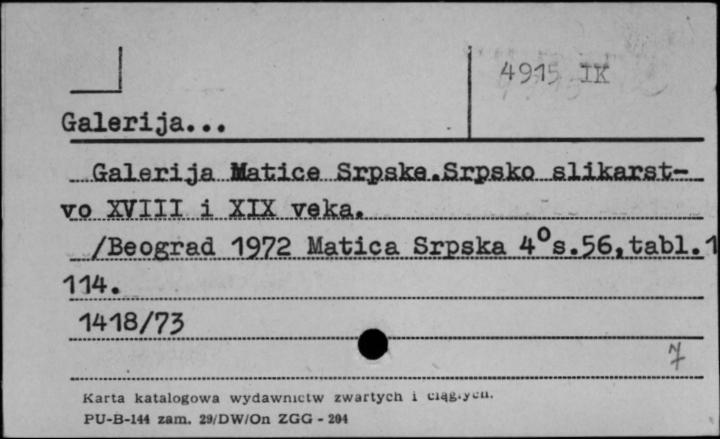 4915 IK
Galerija...
Galerija Matice Srpske.Srpsko slikarst-
vo XVIII i XIX veka.
/Beograd 1972 Matica Srpska 4°s.56,tabl.1
114.
1418/73
7
Karta katalogowa wydawnictw zwartych i ciągłych.
PU-B-144 zam. 29/DW/On ZGG - 204